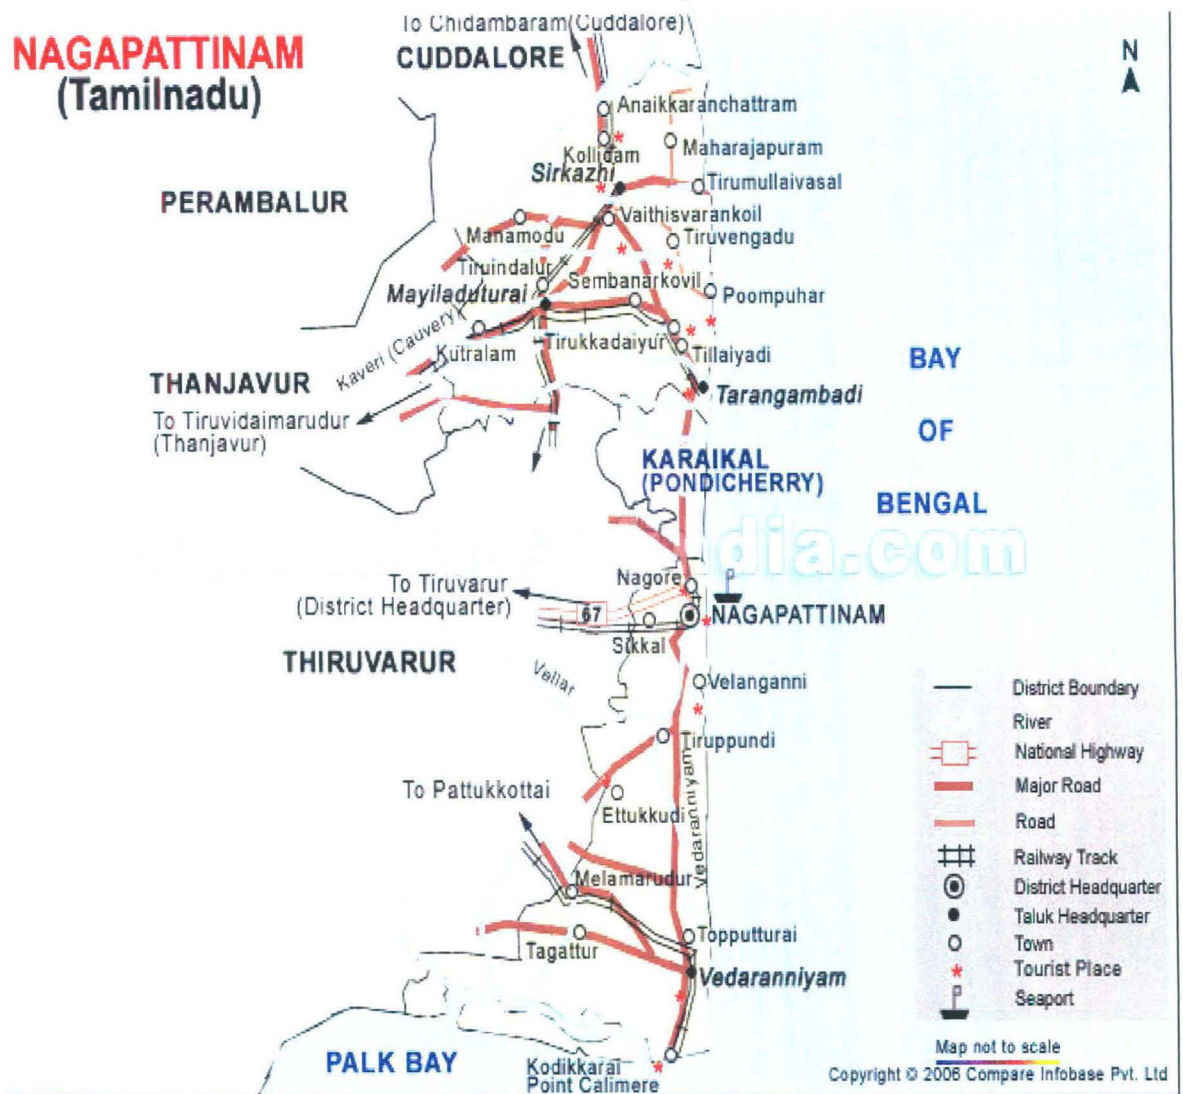 To Chidambaram(Cuddalore)
NAGAPATTINAM
(Tamilnadu)
CUDDALORE
N
Anaikkaranchattram
Kollidam
Maharajapuram
Sirkazhi
Tirumullaivasal
PERAMBALUR
Vaithisvarankoil
Manamodu
Tiruvengadu
Tiruindalur
Sembanarkovil
Mayiladuturai
Poompuhar
Kaveri (Cauvery)
Kutralam
Tirukkadaiyur
Tillaiyadi
BAY
THANJAVUR
Tarangambadi
To Tiruvidaimarudur
(Thanjavur)
OF
KARAIKAL
(PONDICHERRY)
BENGAL
dia.com
Nagore
To Tiruvarur
(District Headquarter)
67
NAGAPATTINAM
Sikkal
THIRUVARUR
Vellar
Velanganni
Tiruppundi
To Pattukkottai
Ettukkudi
Vedaranniyam
Melamarudur
Topputturai
Tagattur
Vedaranniyam
PALK BAY
Kodikkarai
Point Calimere
District Boundary
River
National Highway
Major Road
Road
Railway Track
District Headquarter
Taluk Headquarter
Town
Tourist Place
Seaport
Map not to scale
Copyright © 2006 Compare Infobase Pvt. Ltd